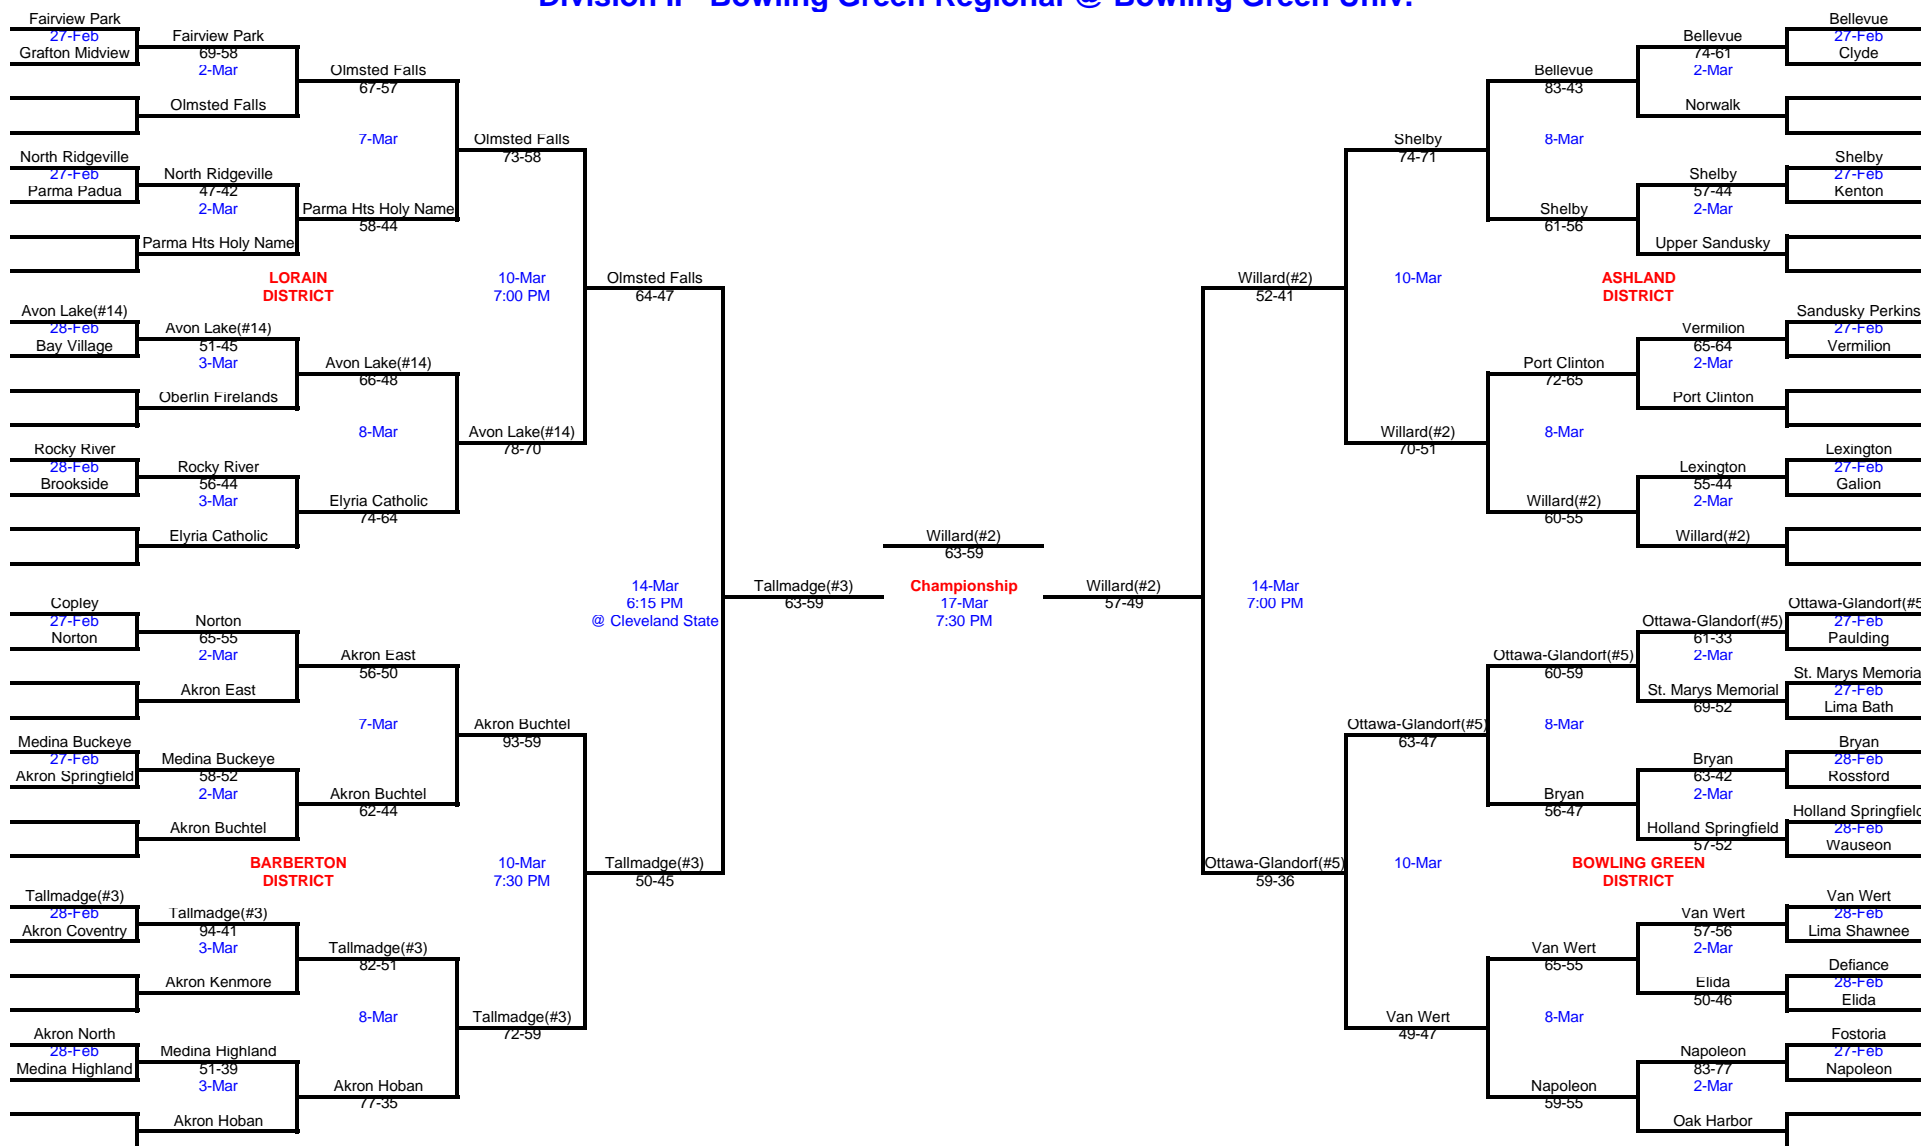 Division II - Bowling Green Regional @ Bowling Green Univ.
Fairview Park
27-Feb
Grafton Midview
Fairview Park
69-58
2-Mar
Olmsted Falls
Olmsted Falls
67-57
7-Mar
North Ridgeville
27-Feb
Parma Padua
North Ridgeville
47-42
2-Mar
Parma Hts Holy Name
Parma Hts Holy Name
58-44
Olmsted Falls
73-58
LORAIN
DISTRICT
10-Mar
7:00 PM
Olmsted Falls
64-47
Avon Lake(#14)
28-Feb
Bay Village
Avon Lake(#14)
51-45
3-Mar
Oberlin Firelands
Avon Lake(#14)
66-48
8-Mar
Avon Lake(#14)
78-70
Rocky River
28-Feb
Brookside
Rocky River
56-44
3-Mar
Elyria Catholic
Elyria Catholic
74-64
14-Mar
6:15 PM
@ Cleveland State
Tallmadge(#3)
63-59
Copley
27-Feb
Norton
Norton
65-55
2-Mar
Akron East
Akron East
56-50
7-Mar
Akron Buchtel
93-59
Medina Buckeye
27-Feb
Akron Springfield
Medina Buckeye
58-52
2-Mar
Akron Buchtel
Akron Buchtel
62-44
BARBERTON
DISTRICT
10-Mar
7:30 PM
Tallmadge(#3)
50-45
Tallmadge(#3)
28-Feb
Akron Coventry
Tallmadge(#3)
94-41
3-Mar
Akron Kenmore
Tallmadge(#3)
82-51
8-Mar
Tallmadge(#3)
72-59
Akron North
28-Feb
Medina Highland
Medina Highland
51-39
3-Mar
Akron Hoban
Akron Hoban
77-35
Willard(#2)
63-59
Championship
17-Mar
7:30 PM
Willard(#2)
57-49
14-Mar
7:00 PM
Willard(#2)
52-41
10-Mar
ASHLAND
DISTRICT
Shelby
74-71
Bellevue
83-43
8-Mar
Shelby
61-56
Bellevue
74-61
2-Mar
Norwalk
Bellevue
27-Feb
Clyde
Shelby
57-44
2-Mar
Upper Sandusky
Shelby
27-Feb
Kenton
Willard(#2)
70-51
Port Clinton
72-65
8-Mar
Willard(#2)
60-55
Vermilion
65-64
2-Mar
Port Clinton
Sandusky Perkins
27-Feb
Vermilion
Lexington
55-44
2-Mar
Willard(#2)
Lexington
27-Feb
Galion
Ottawa-Glandorf(#5)
59-36
10-Mar
BOWLING GREEN
DISTRICT
Ottawa-Glandorf(#5)
63-47
Ottawa-Glandorf(#5)
60-59
8-Mar
Bryan
56-47
Ottawa-Glandorf(#5)
61-33
2-Mar
St. Marys Memorial
69-52
Ottawa-Glandorf(#5
27-Feb
Paulding
St. Marys Memoria
27-Feb
Lima Bath
Bryan
63-42
2-Mar
Holland Springfield
57-52
Bryan
28-Feb
Rossford
Holland Springfield
28-Feb
Wauseon
Van Wert
49-47
Van Wert
65-55
8-Mar
Napoleon
59-55
Van Wert
57-56
2-Mar
Elida
50-46
Van Wert
28-Feb
Lima Shawnee
Defiance
28-Feb
Elida
Napoleon
83-77
2-Mar
Oak Harbor
Fostoria
27-Feb
Napoleon